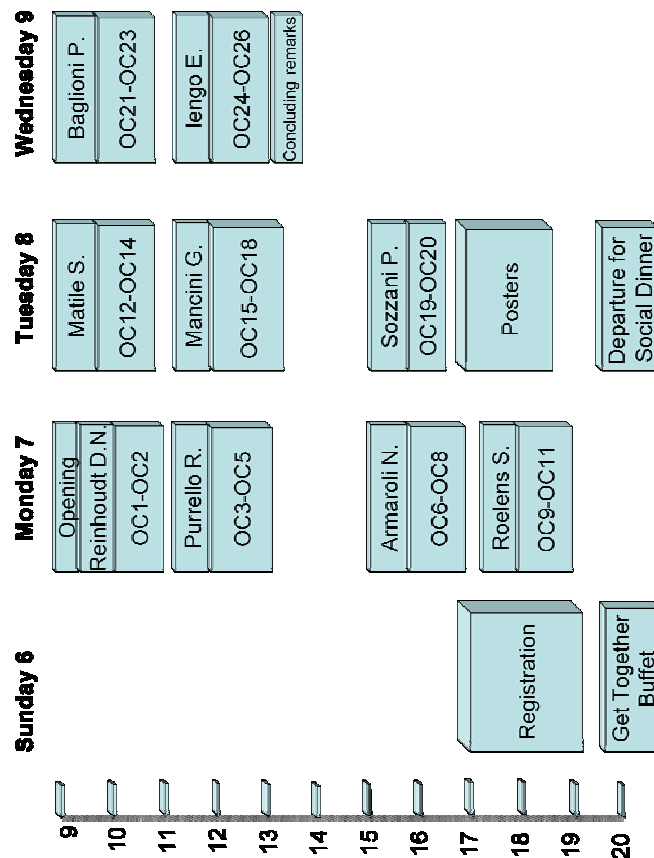 Sunday 6
Monday 7
Tuesday 8
Wednesday 9
9
10
11
12
13
14
15
16
17
18
19
20
Registration
Get Together
Buffet
Opening
Reinhoudt D.N.
OC1-OC2
Purrello R.
OC3-OC5
Armaroli N.
OC6-OC8
Roelens S.
OC9-OC11
Matile S.
OC12-OC14
Mancini G.
OC15-OC18
Sozzani P.
OC19-OC20
Posters
Departure for
Social Dinner
Baglioni P.
OC21-OC23
Iengo E.
OC24-OC26
Concluding remarks